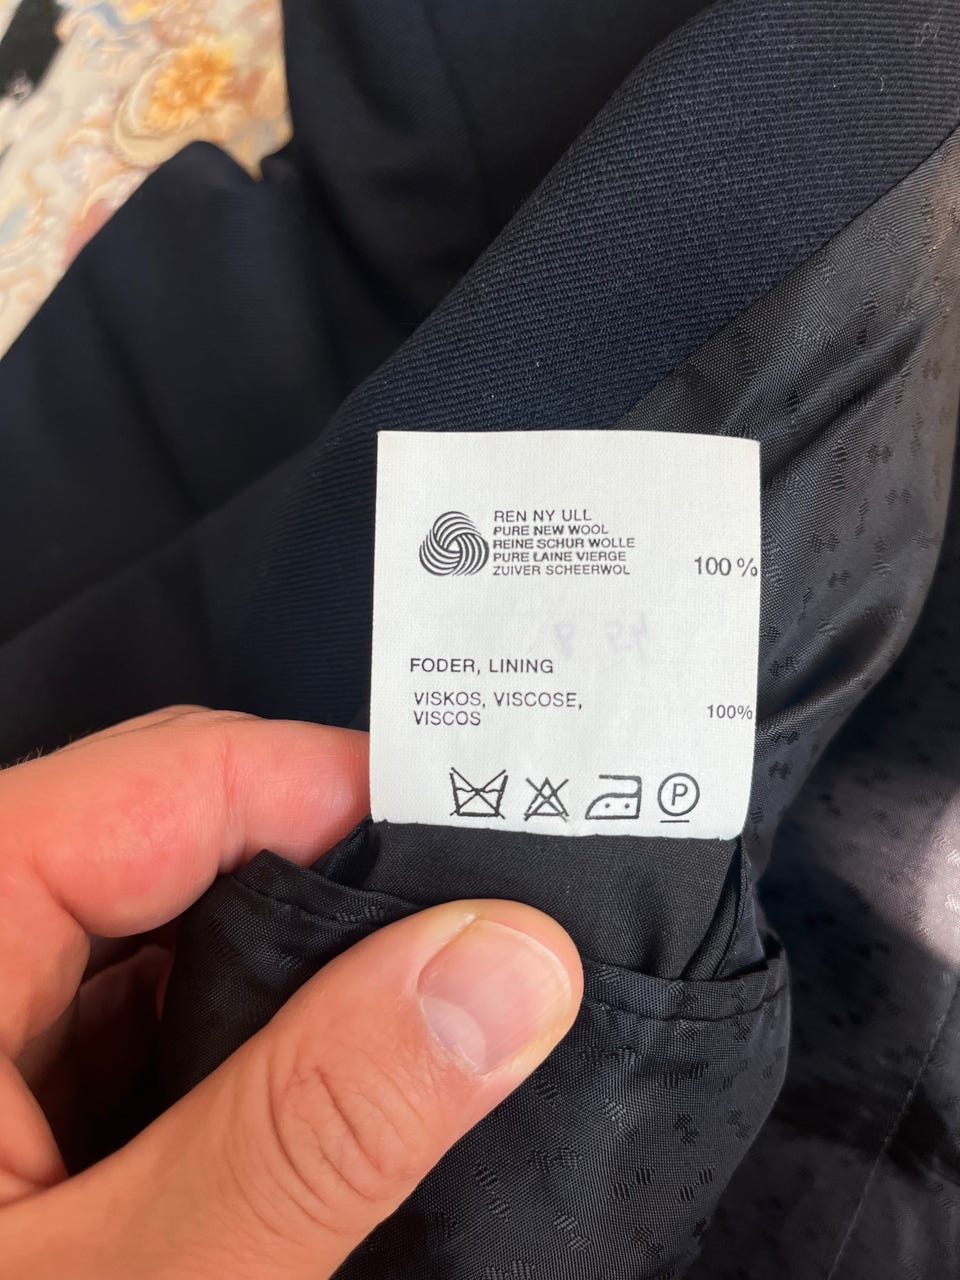 REN NY ULL
PURE NEW WOOL
REINE SCHUR WOLLE
PURE LAINE VIERGE
ZUIVER SCHEERWOL
100 %
FODER, LINING
VISKOS, VISCOSE,
VISCOS
100%
P